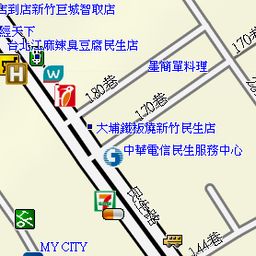 店到店新竹巨城智取店
經天下
台北江麻辣臭豆腐民生店
170巷
星簡單料理
180巷
170巷
大埔鐵板燒新竹民生店
中華電信民生服務中心
民生路
144巷
MY CITY